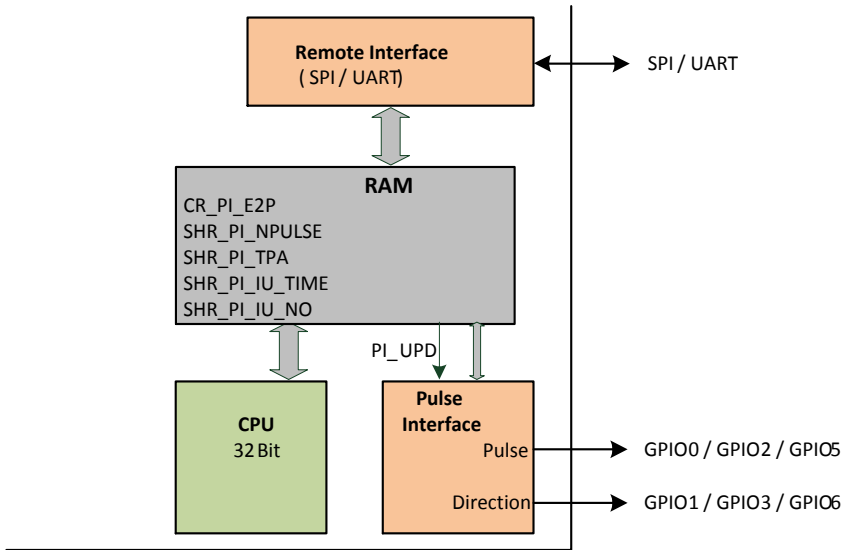 Remote Interface
( SPI / UART)
SPI / UART
RAM
CR_PI_E2P
SHR_PI_NPULSE
SHR_PI_TPA
SHR_PI_IU_TIME
SHR_PI_IU_NO
PI_UPD
CPU
32 Bit
Pulse
Interface
Pulse
GPIO0 / GPIO2 / GPIO5
Direction
GPIO1 / GPIO3 / GPIO6